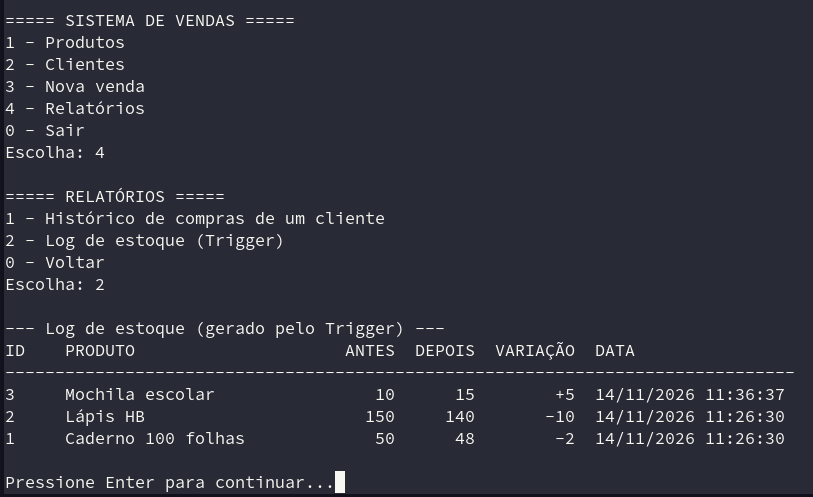 ===== SISTEMA DE VENDAS =====
1 - Produtos
2 - Clientes
3 - Nova venda
4 - Relatórios
0 - Sair
Escolha: 4

===== RELATÓRIOS =====
1 - Histórico de compras de um cliente
2 - Log de estoque (Trigger)
0 - Voltar
Escolha: 2

--- Log de estoque (gerado pelo Trigger) ---
ID    PRODUTO                     ANTES  DEPOIS  VARIAÇÃO  DATA
-------------------------------------------------------------------------------
3     Mochila escolar                10      15        +5  14/11/2026 11:36:37
2     Lápis HB                      150     140       -10  14/11/2026 11:26:30
1     Caderno 100 folhas             50      48        -2  14/11/2026 11:26:30

Pressione Enter para continuar...